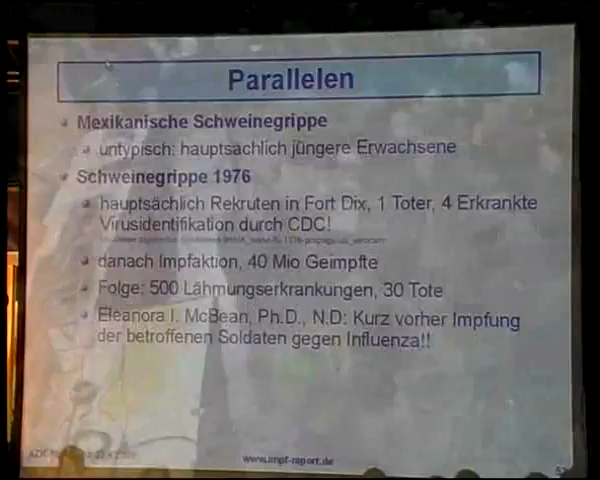 Parallelen
Mexikanische Schweinegrippe
untypisch: hauptsächlich jüngere Erwachsene
Schweinegrippe 1976
hauptsächlich Rekruten in Fort Dix, 1 Toter, 4 Erkrankte
Virusidentifikation durch CDC!
danach Impfaktion, 40 Mio Geimpfte
Folge: 500 Lähmungserkrankungen, 30 Tote
Eleanora I. McBean, Ph.D., N.D: Kurz vorher Impfung
der betroffenen Soldaten gegen Influenza!!
www.impf-report.de